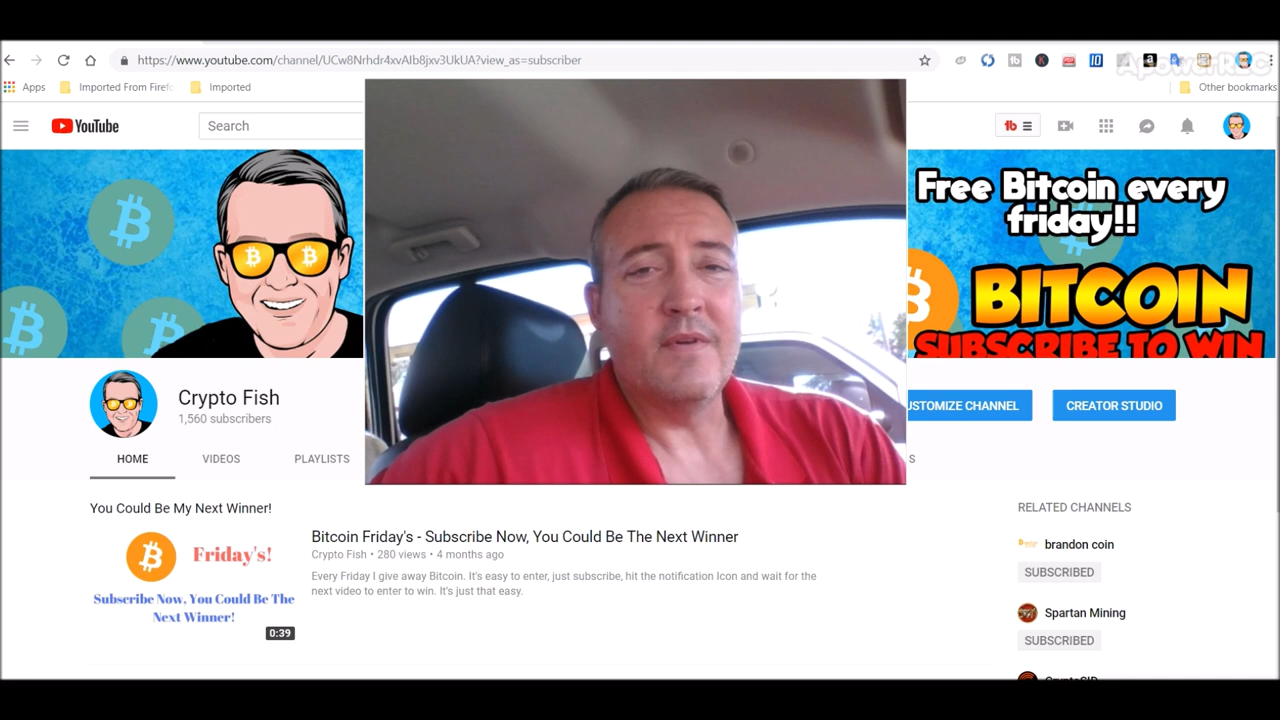 https://www.youtube.com/channel/UCw8Nrhdr4xvAIb8jxv3UkUA?view_as=subscriber
ApowerREC
Apps
Imported From Firef
Imported
Other bookmarks
YouTube
Search
tb
Free Bitcoin every
friday!!
BITCOIN
SUBSCRIBE TO WIN
Crypto Fish
1,560 subscribers
USTOMIZE CHANNEL
CREATOR STUDIO
HOME
VIDEOS
PLAYLISTS
S
You Could Be My Next Winner!
RELATED CHANNELS
Friday's!
Subscribe Now, You Could Be The
Next Winner!
0:39
Bitcoin Friday's - Subscribe Now, You Could Be The Next Winner
Crypto Fish • 280 views • 4 months ago
Every Friday I give away Bitcoin. It's easy to enter, just subscribe, hit the notification Icon and wait for the
next video to enter to win. It's just that easy.
brandon coin
SUBSCRIBED
Spartan Mining
SUBSCRIBED